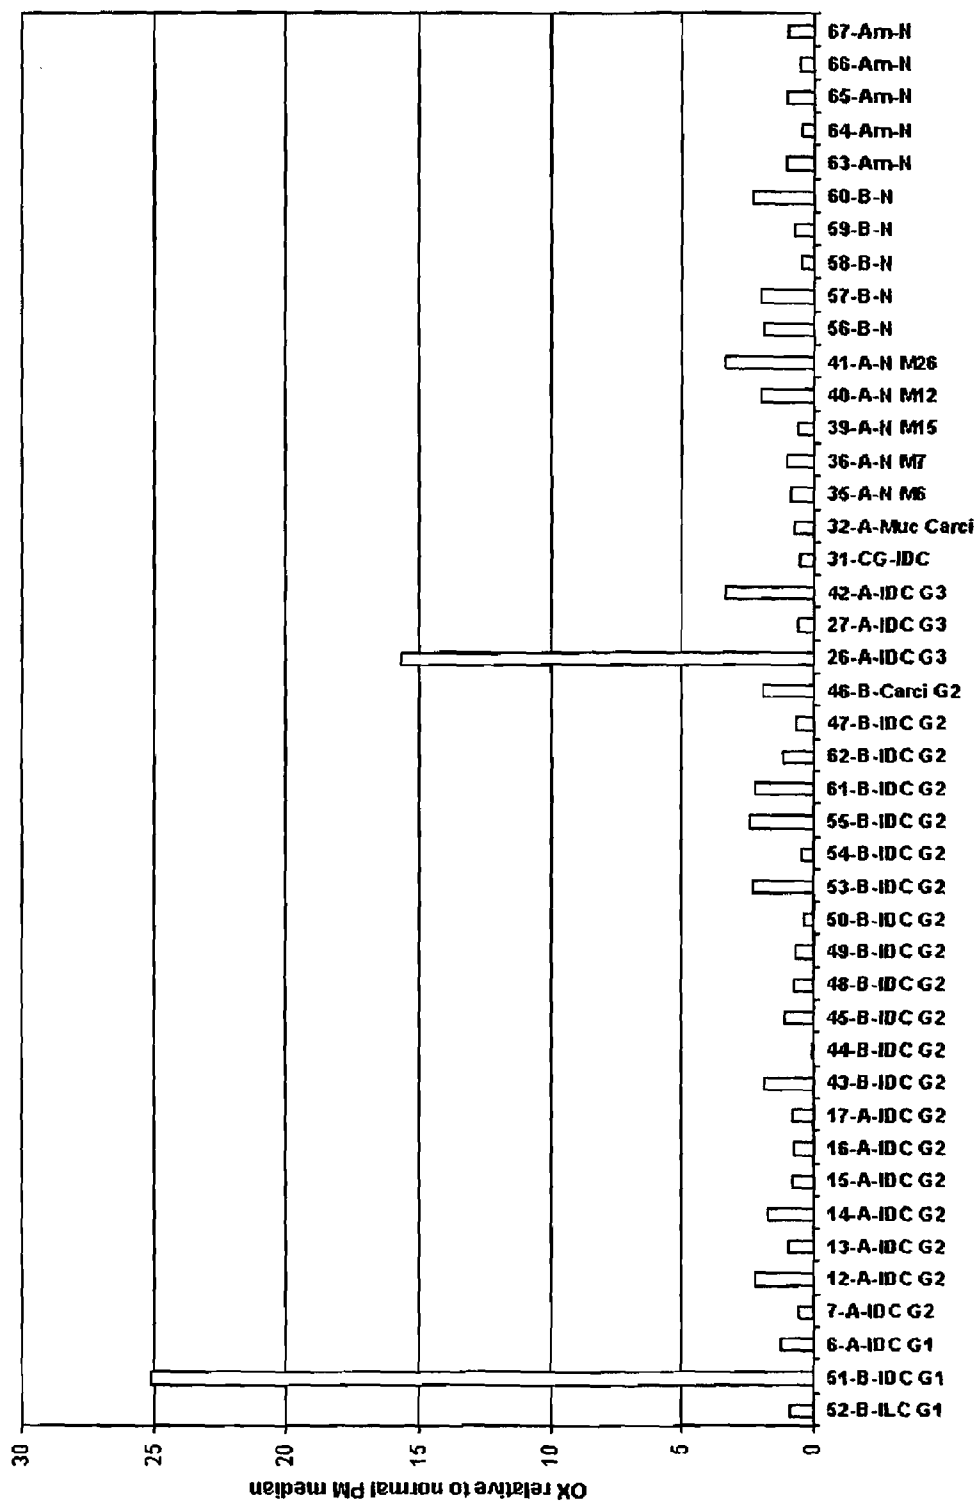 OX relative to normal PM median
30
25
20
15
10
5
0
52-B-ILC G1
51-B-IDC G1
6-A-IDC G1
7-A-IDC G2
12-A-IDC G2
13-A-IDC G2
14-A-IDC G2
15-A-IDC G2
16-A-IDC G2
17-A-IDC G2
43-B-IDC G2
44-B-IDC G2
45-B-IDC G2
48-B-IDC G2
49-B-IDC G2
50-B-IDC G2
53-B-IDC G2
54-B-IDC G2
55-B-IDC G2
61-B-IDC G2
62-B-IDC G2
47-B-IDC G2
46-B-Carci G2
26-A-IDC G3
27-A-IDC G3
42-A-IDC G3
31-CG-IDC
32-A-Muc Carci
35-A-N M6
36-A-N M7
39-A-N M15
40-A-N M12
41-A-N M26
56-B-N
57-B-N
58-B-N
59-B-N
60-B-N
63-Am-N
64-Am-N
65-Am-N
66-Am-N
67-Am-N